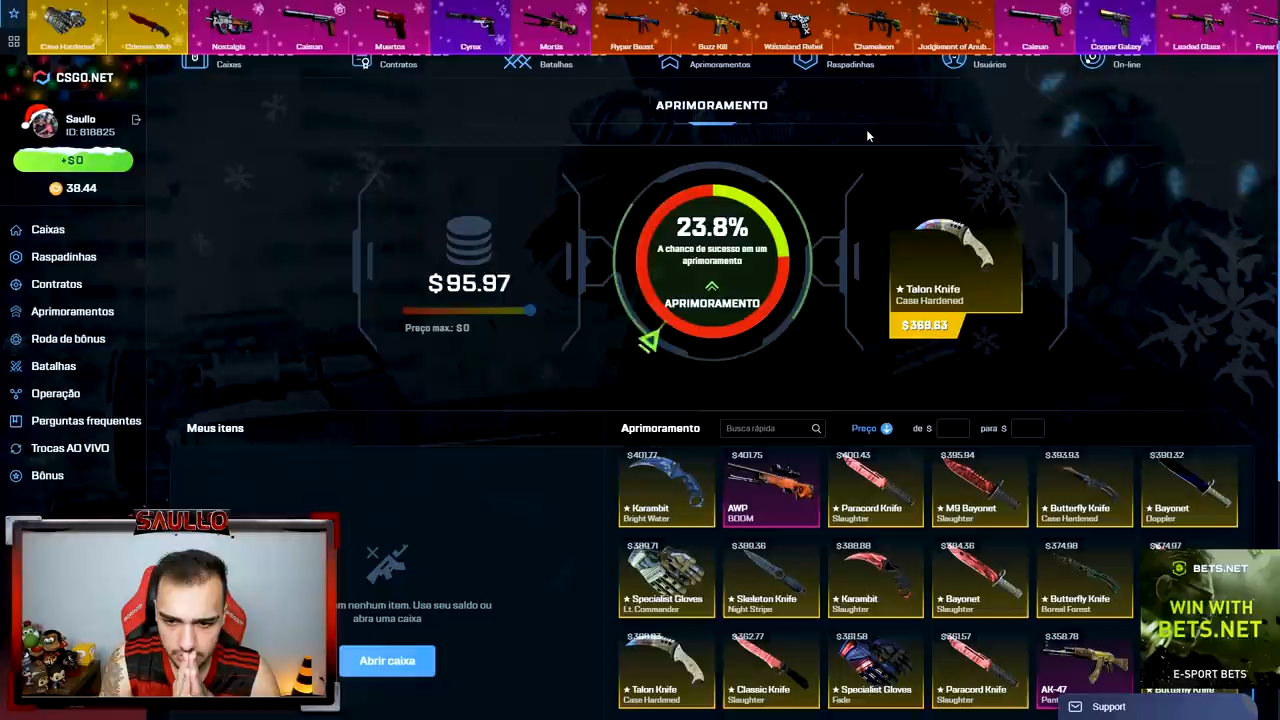 Case Hardened
Crimson Web
Nostalgia
Caiman
Muertos
Cyrex
Mortis
Hyper Beast
Buzz Kill
Wasteland Rebel
Chameleon
Judgement of Anub...
Caiman
Copper Galaxy
Leaded Glass
CSGO.NET
Caixas
Contratos
Batalhas
Aprimoramentos
Raspadinhas
Usuários
On-line
Saullo
ID: 818825
+$0
38.44
Caixas
Raspadinhas
Contratos
Aprimoramentos
Roda de bônus
Batalhas
Operação
Perguntas frequentes
Trocas AO VIVO
Bônus
APRIMORAMENTO
$95.97
Preço max.: $0
23.8%
A chance de sucesso em um
aprimoramento
APRIMORAMENTO
★ Talon Knife
Case Hardened
$369.63
Meus itens
Aprimoramento
Busca rápida
Preço
de $
para $
$401.77
★ Karambit
Bright Water
$401.75
AWP
BOOM
$400.43
★ Paracord Knife
Slaughter
$395.94
★ M9 Bayonet
Slaughter
$393.93
★ Butterfly Knife
Case Hardened
$390.32
★ Bayonet
Doppler
$389.71
★ Specialist Gloves
Lt. Commander
$389.36
★ Skeleton Knife
Night Stripe
$388.88
★ Karambit
Slaughter
$384.36
★ Bayonet
Slaughter
$374.98
★ Butterfly Knife
Boreal Forest
$374.97
★ Talon Knife
Case Hardened
$362.77
★ Classic Knife
Slaughter
$361.58
★ Specialist Gloves
Fade
$361.57
★ Paracord Knife
Slaughter
$358.78
AK-47
★ Butterfly Knife
m nenhum item. Use seu saldo ou
abra uma caixa
Abrir caixa
SAULLO
BETS.NET
WIN WITH
BETS.NET
E-SPORT BETS
Support